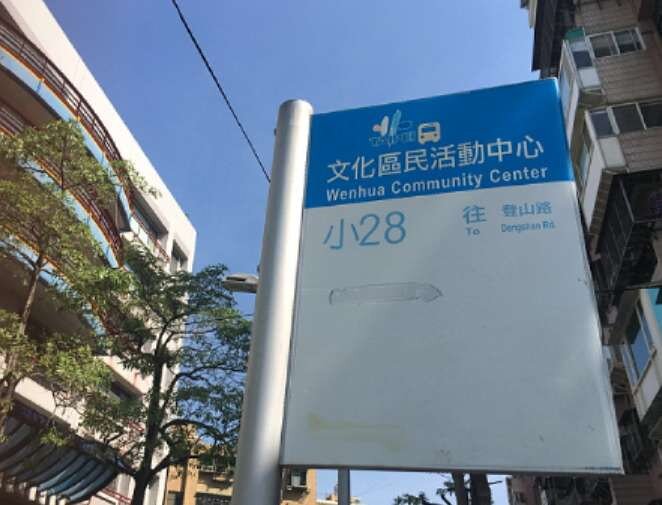 TAIPEI
文化區民活動中心
Wenhua Community Center
小28
往 登山路
To Dengshan Rd.